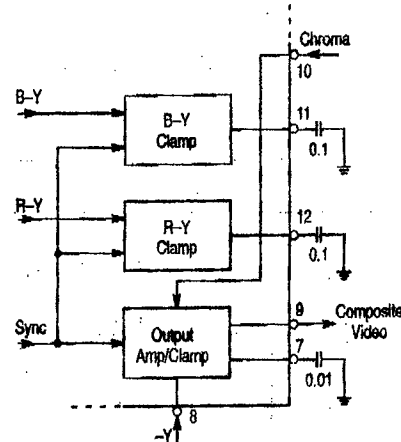 Chroma
10
B–Y
B–Y
Clamp
11
0.1
R–Y
R–Y
Clamp
12
0.1
Sync
Output
Amp/Clamp
9
Composite
Video
7
0.01
8
–Y